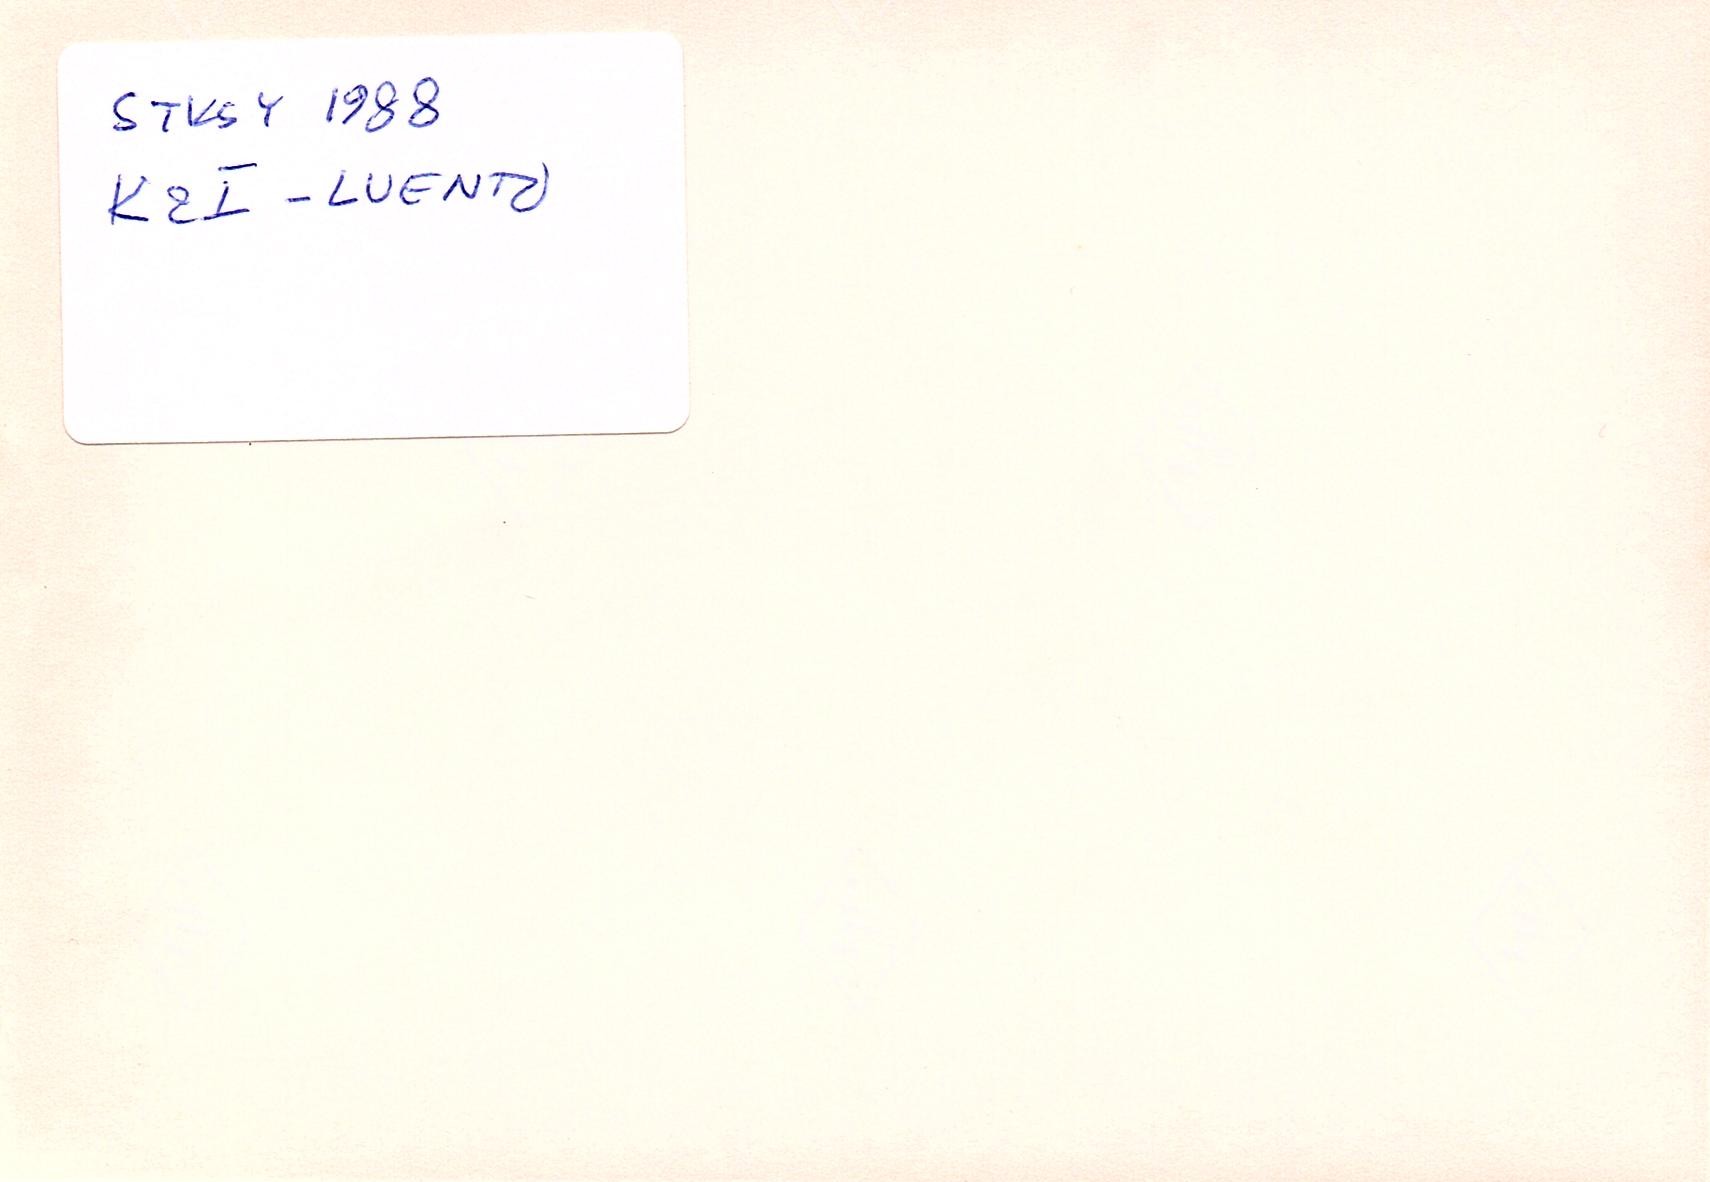 STKSY 1988
K2I - LUENTO